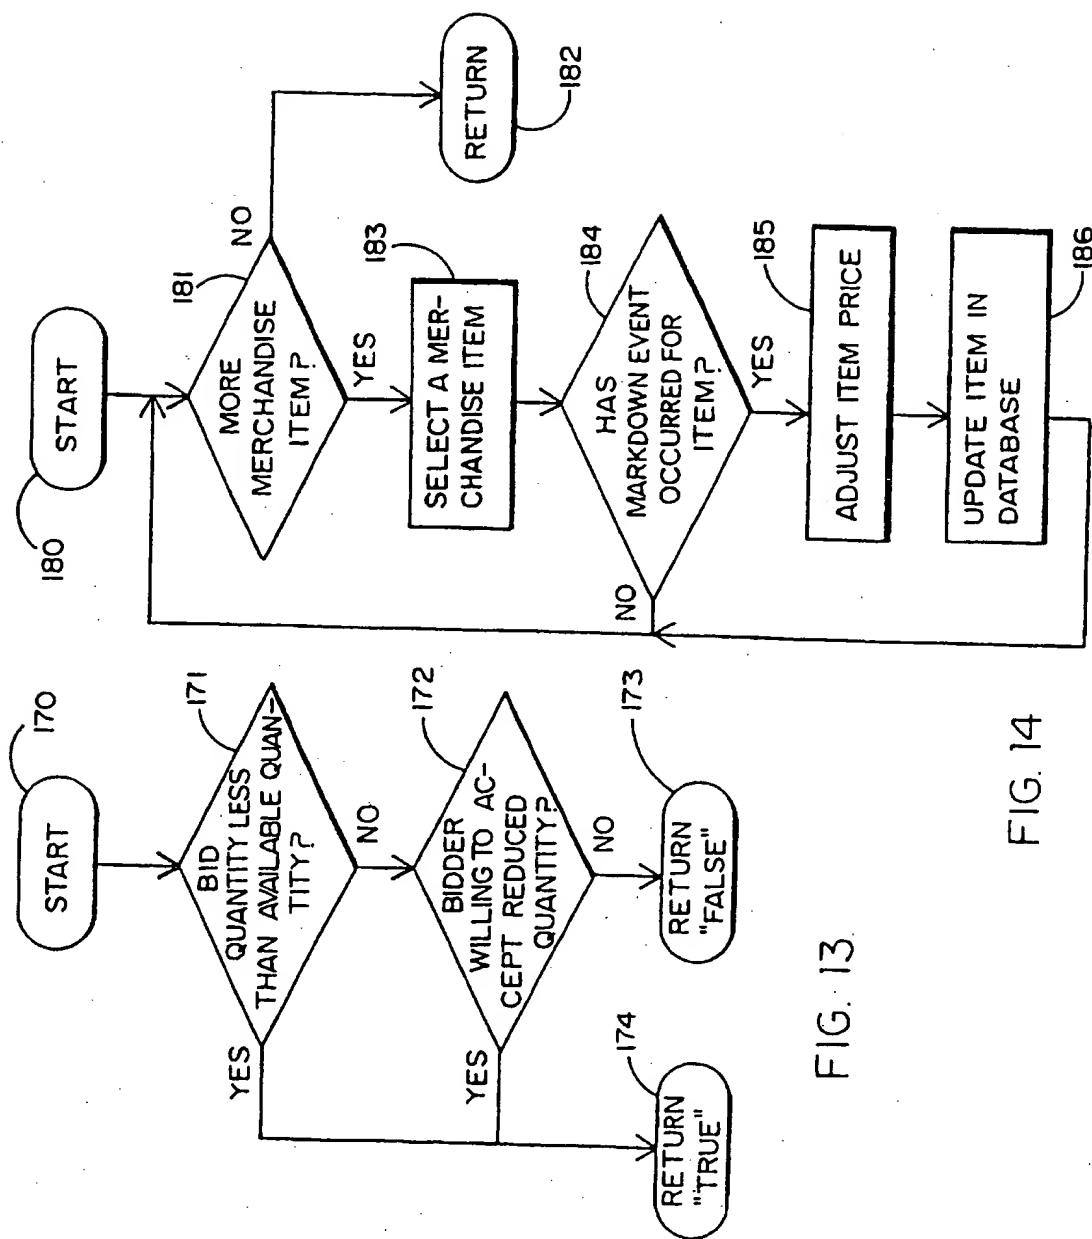 170
START
171
BID
QUANTITY LESS
THAN AVAILABLE QUAN-
TITY?
YES
NO
172
BIDDER
WILLING TO AC-
CEPT REDUCED
QUANTITY?
YES
NO
173
RETURN
"FALSE"
174
RETURN
"TRUE"
FIG. 13
180
START
181
MORE
MERCHANDISE
ITEM?
NO
YES
RETURN
182
183
SELECT A MER-
CHANDISE ITEM
184
HAS
MARKDOWN EVENT
OCCURRED FOR
ITEM?
NO
YES
185
ADJUST ITEM PRICE
186
UPDATE ITEM IN
DATABASE
FIG. 14